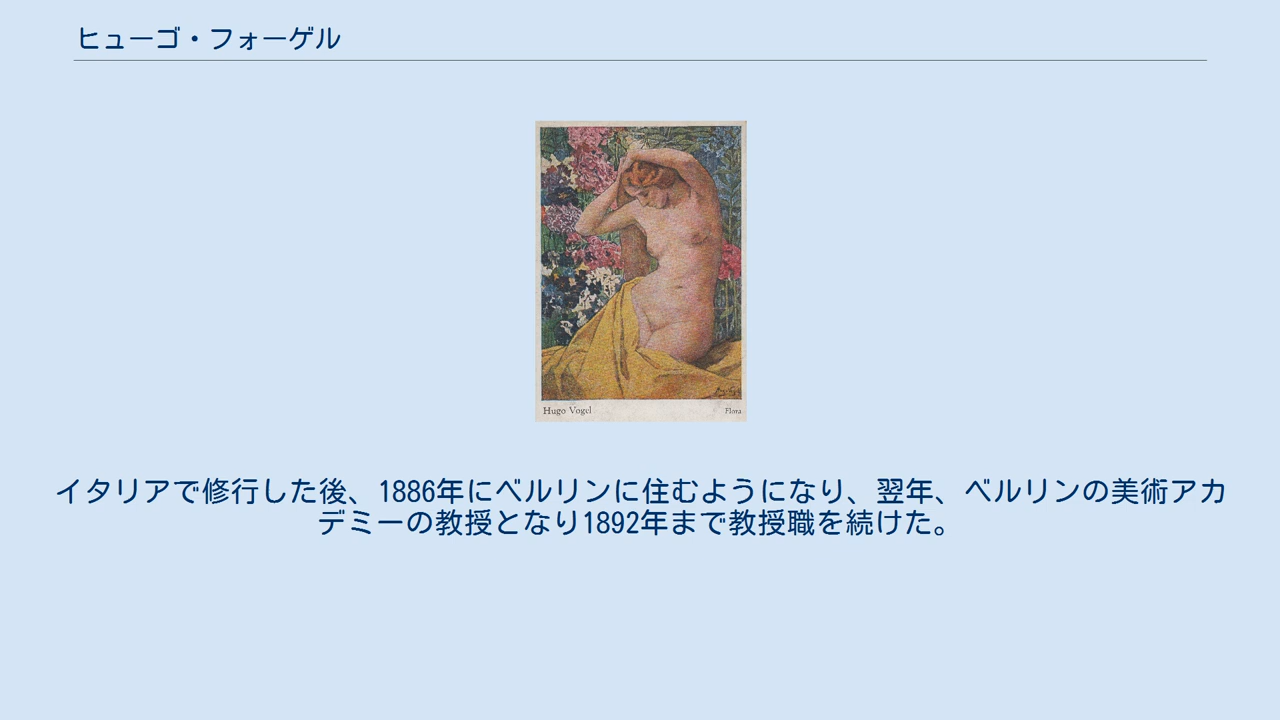 ヒューゴ・フォーゲル
Hugo Vogel
Flora
イタリアで修行した後、1886年にベルリンに住むようになり、翌年、ベルリンの美術アカ
デミーの教授となり1892年まで教授職を続けた。